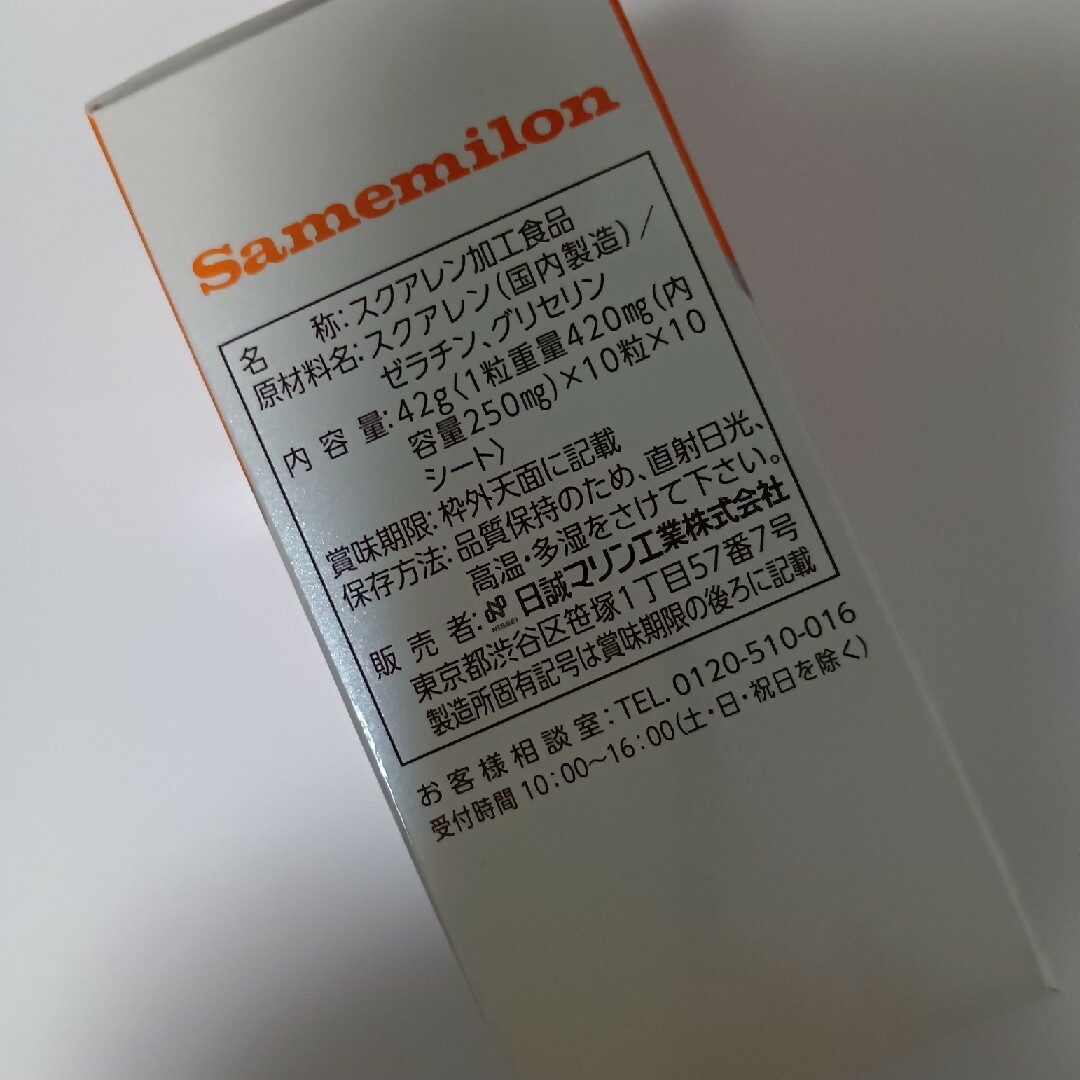 Samemilon
名称:スクアレン加工食品
原材料名:スクアレン(国内製造)/
ゼラチン、グリセリン
内容量:42g〈1粒重量420mg(内
容量250mg)×10粒×10
シート〉
賞味期限:枠外天面に記載
保存方法:品質保持のため、直射日光、
高温・多湿をさけて下さい。
販売者:NISSEI 日誠マリン工業株式会社
東京都渋谷区笹塚1丁目57番7号
製造所固有記号は賞味期限の後ろに記載
お客様相談室:TEL. 0120-510-016
受付時間 10:00〜16:00(土・日・祝日を除く)